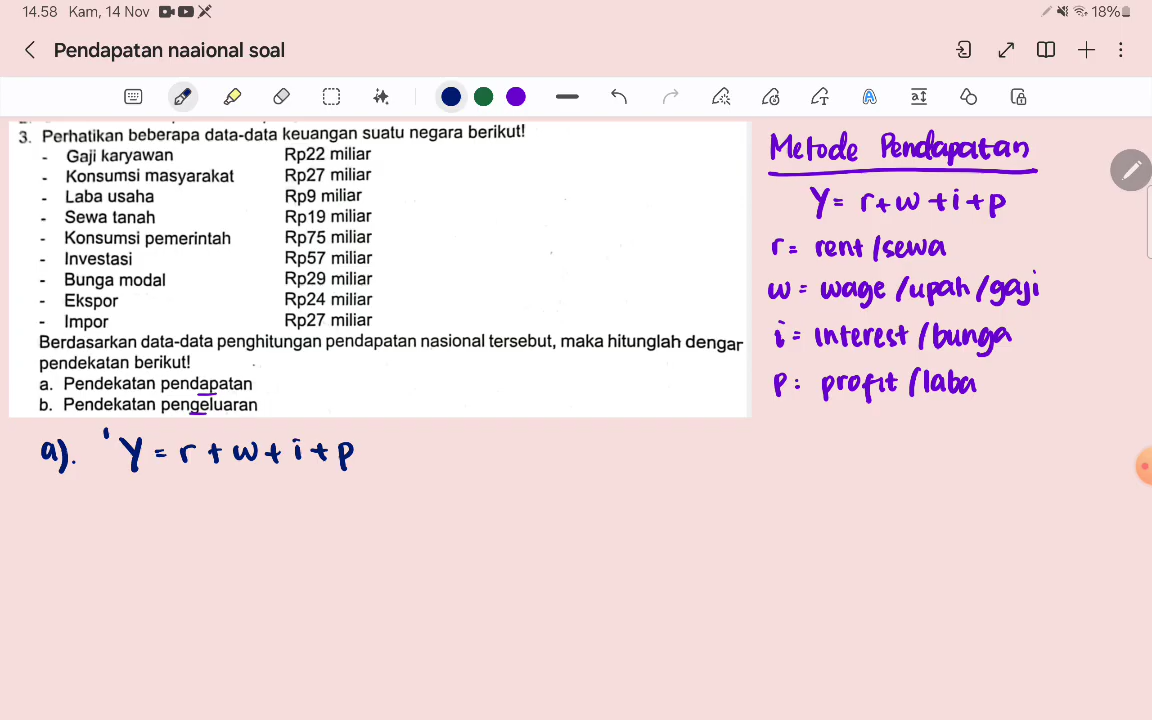 14.58 Kam, 14 Nov 18%
Pendapatan naaional soal
3. Perhatikan beberapa data-data keuangan suatu negara berikut!
- Gaji karyawan Rp22 miliar
- Konsumsi masyarakat Rp27 miliar
- Laba usaha Rp9 miliar
- Sewa tanah Rp19 miliar
- Konsumsi pemerintah Rp75 miliar
- Investasi Rp57 miliar
- Bunga modal Rp29 miliar
- Ekspor Rp24 miliar
- Impor Rp27 miliar
Berdasarkan data-data penghitungan pendapatan nasional tersebut, maka hitunglah dengar
pendekatan berikut!
a. Pendekatan pendapatan
b. Pendekatan pengeluaran
Metode Pendapatan
Y = r + w + i + p
r = rent / sewa
w = wage / upah / gaji
i = interest / bunga
p : profit / laba
a). Y = r + w + i + p